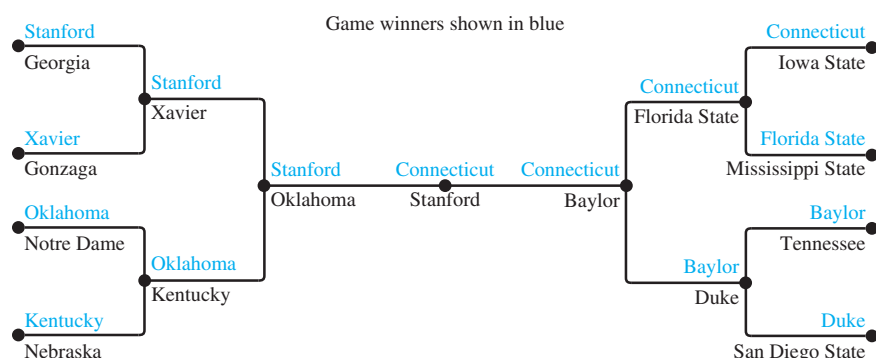 Game winners shown in blue
Stanford
Georgia
Stanford
Xavier
Xavier
Gonzaga
Stanford
Oklahoma
Oklahoma
Notre Dame
Oklahoma
Kentucky
Kentucky
Nebraska
Connecticut
Stanford
Connecticut
Baylor
Connecticut
Florida State
Connecticut
Iowa State
Florida State
Mississippi State
Baylor
Duke
Baylor
Tennessee
Duke
San Diego State